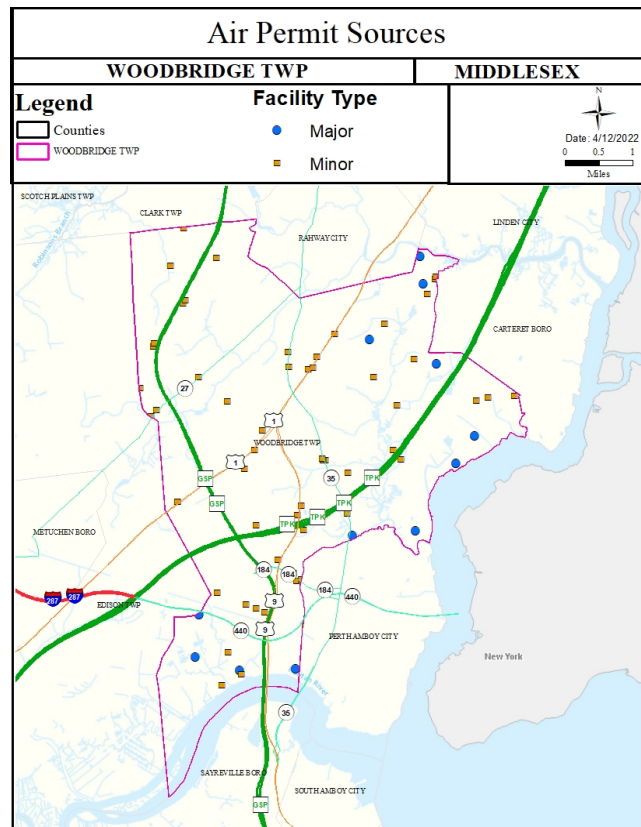 Air Permit Sources
WOODBRIDGE TWP MIDDLESEX
Legend
Counties
WOODBRIDGE TWP
Facility Type
Major
Minor
N
Date: 4/12/2022
0 0.5 1
Miles
SCOTCH PLAINS TWP
CLARK TWP
LINDEN CITY
RAHWAY CITY
CARTERET BORO
27
1
WOODBRIDGE TWP
1
35
GSP
TPK
GSP
TPK
TPK
TPK
METUCHEN BORO
184
184
184
440
287
287
EDISON TWP
9
9
440
PERTH AMBOY CITY
New York
35
SAYREVILLE BORO
SOUTH AMBOY CITY
GSP